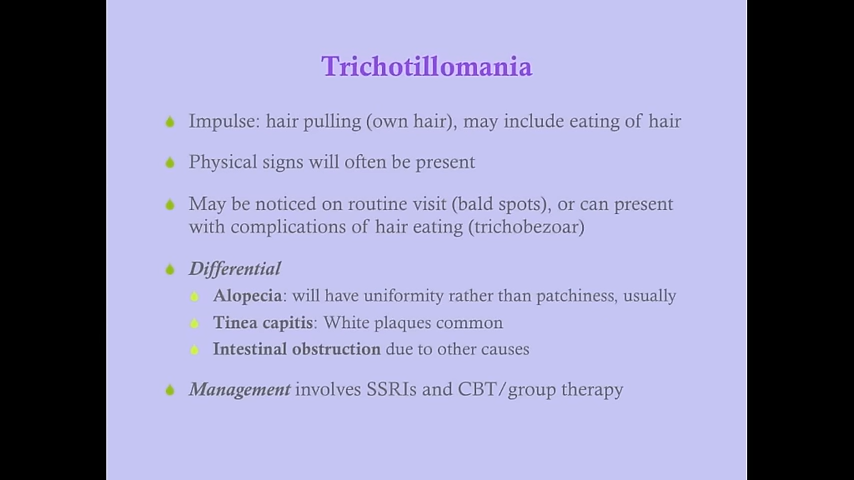 Trichotillomania
Impulse: hair pulling (own hair), may include eating of hair
Physical signs will often be present
May be noticed on routine visit (bald spots), or can present
with complications of hair eating (trichobezoar)
Differential
Alopecia: will have uniformity rather than patchiness, usually
Tinea capitis: White plaques common
Intestinal obstruction due to other causes
Management involves SSRIs and CBT/group therapy